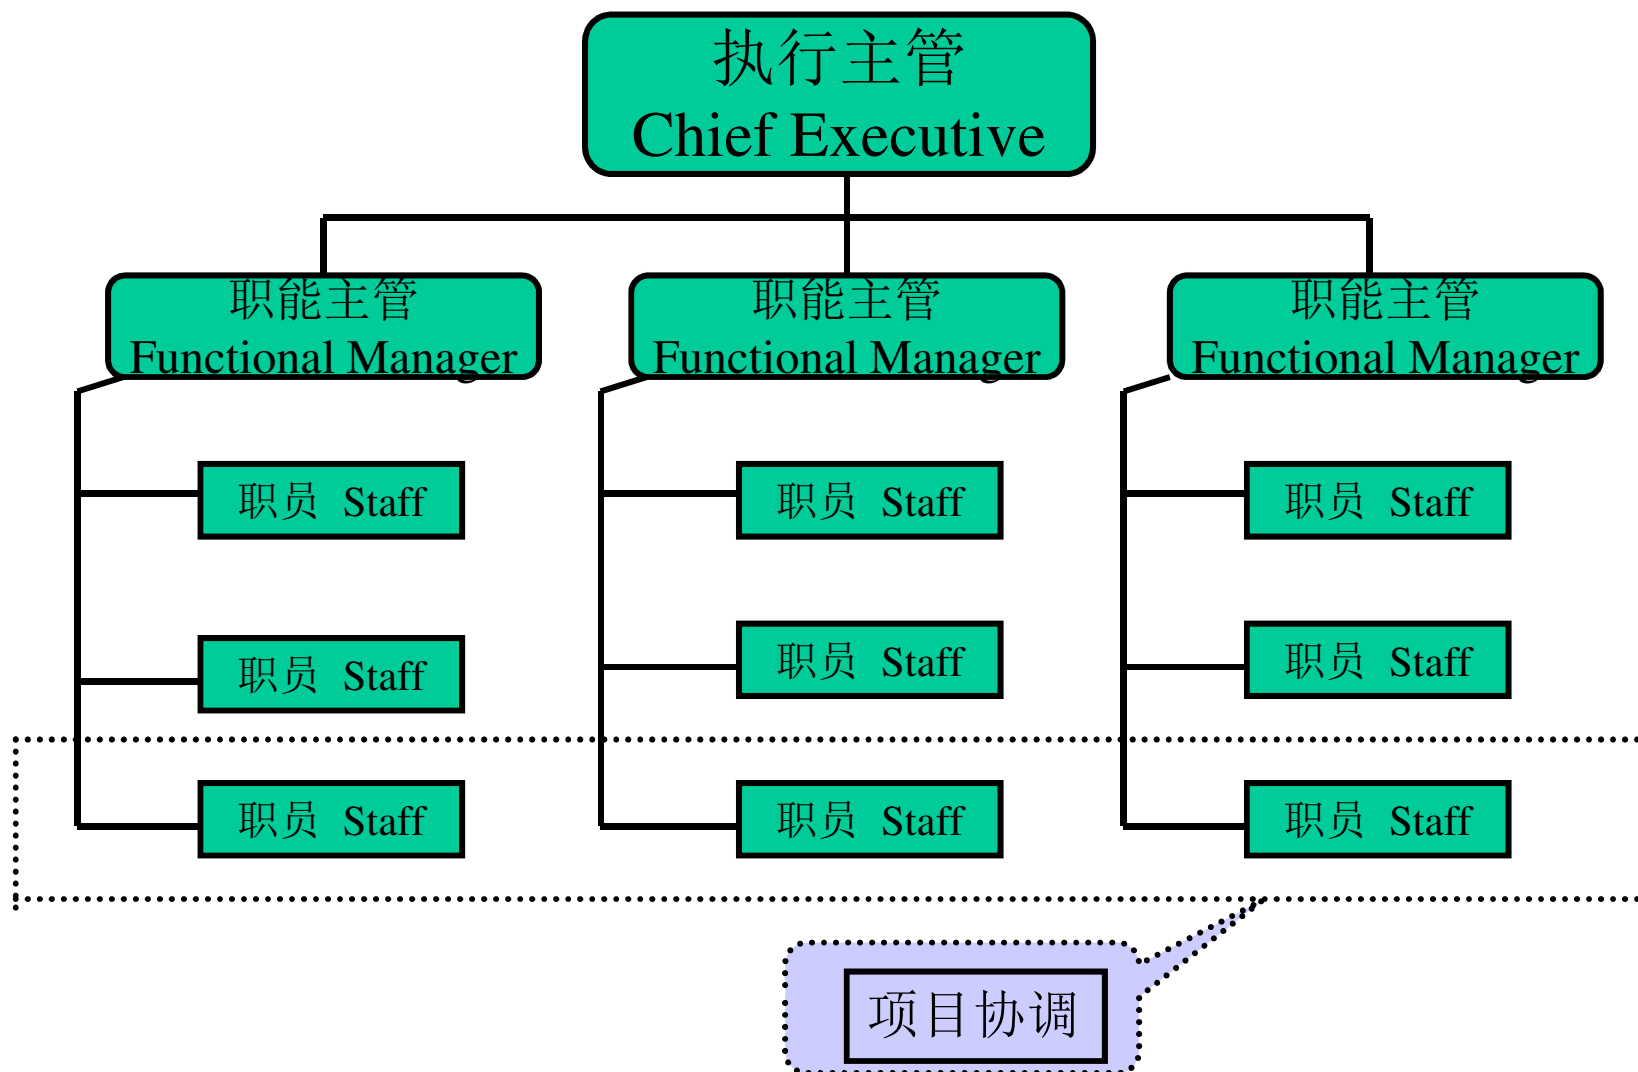 执行主管
Chief Executive
职能主管
Functional Manager
职能主管
Functional Manager
职能主管
Functional Manager
职员 Staff
职员 Staff
职员 Staff
职员 Staff
职员 Staff
职员 Staff
职员 Staff
职员 Staff
职员 Staff
项目协调